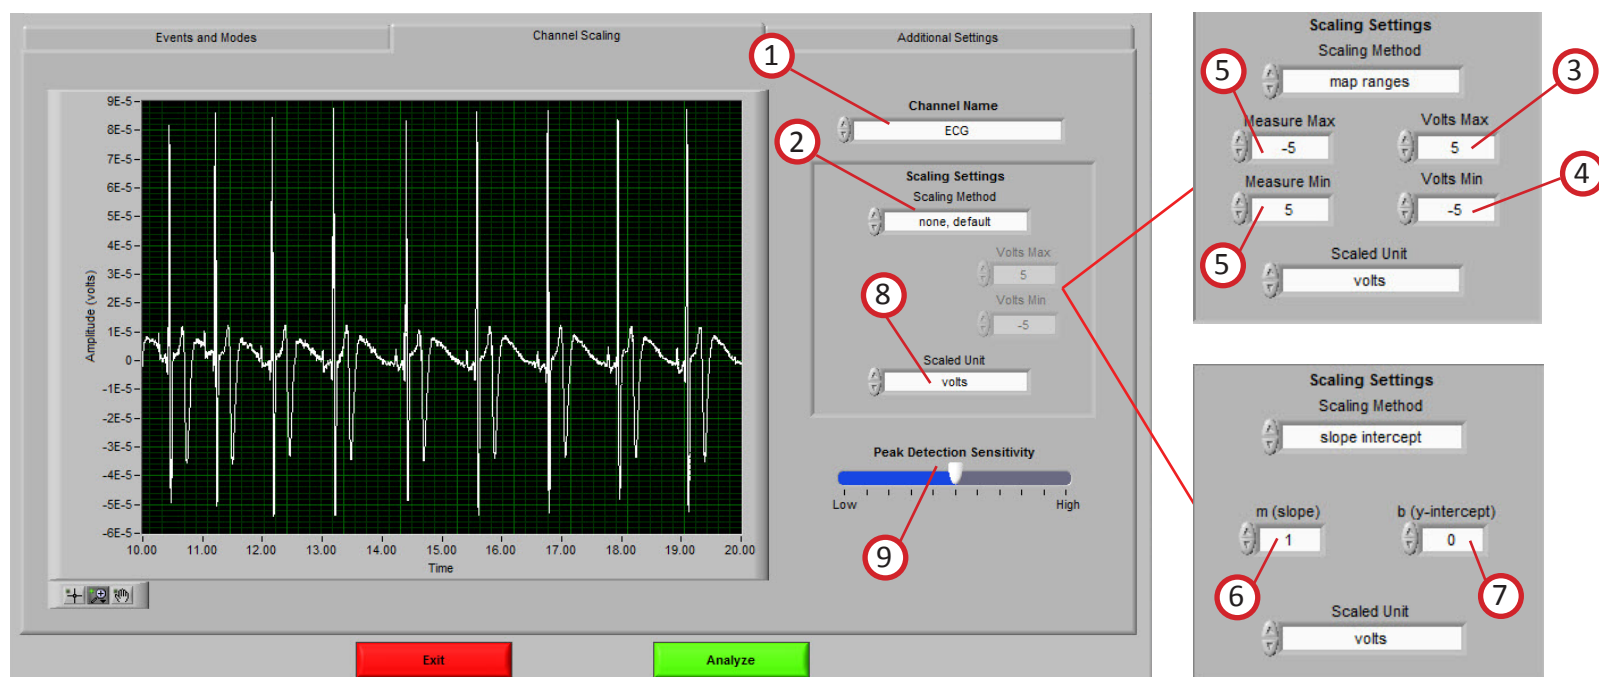 Events and Modes
Channel Scaling
Additional Settings
1
Channel Name
ECG
2
Scaling Settings
Scaling Method
none, default
Volts Max
5
Volts Min
-5
8
Scaled Unit
volts
Peak Detection Sensitivity
Low
High
9
9E-5
8E-5
7E-5
6E-5
5E-5
4E-5
3E-5
2E-5
1E-5
0
-1E-5
-2E-5
-3E-5
-4E-5
-5E-5
-6E-5
Amplitude (volts)
10.00 11.00 12.00 13.00 14.00 15.00 16.00 17.00 18.00 19.00 20.00
Time
Exit
Analyze
Scaling Settings
Scaling Method
map ranges
5
3
Measure Max
Volts Max
-5
5
Measure Min
Volts Min
4
5
-5
5
Scaled Unit
volts
Scaling Settings
Scaling Method
slope intercept
m (slope)
b (y-intercept)
1
0
6
7
Scaled Unit
volts